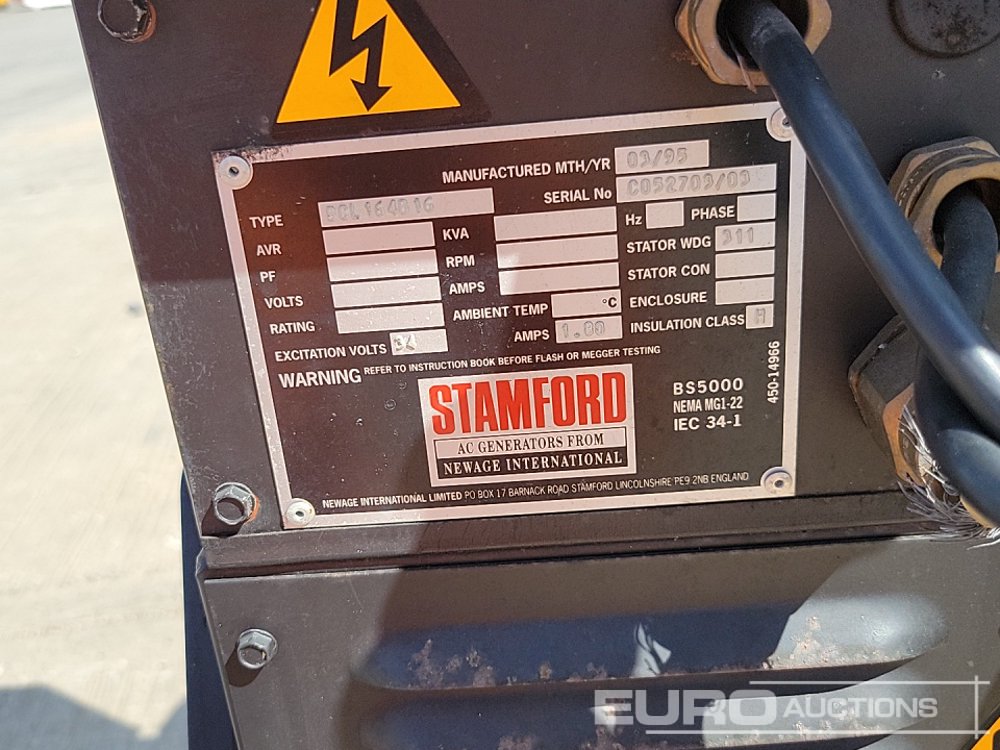 MANUFACTURED MTH/YR 03/95
SERIAL No C052709/03
TYPE
Hz PHASE
AVR KVA STATOR WDG 311
PF RPM STATOR CON
VOLTS AMPS ENCLOSURE
RATING AMBIENT TEMP °C
EXCITATION VOLTS AMPS 1.80 INSULATION CLASS H
WARNING REFER TO INSTRUCTION BOOK BEFORE FLASH OR MEGGER TESTING
STAMFORD
AC GENERATORS FROM
NEWAGE INTERNATIONAL
BS5000
NEMA MG1-22
IEC 34-1
450-14966
NEWAGE INTERNATIONAL LIMITED PO BOX 17 BARNACK ROAD STAMFORD LINCOLNSHIRE PE9 2NB ENGLAND
EURO AUCTIONS